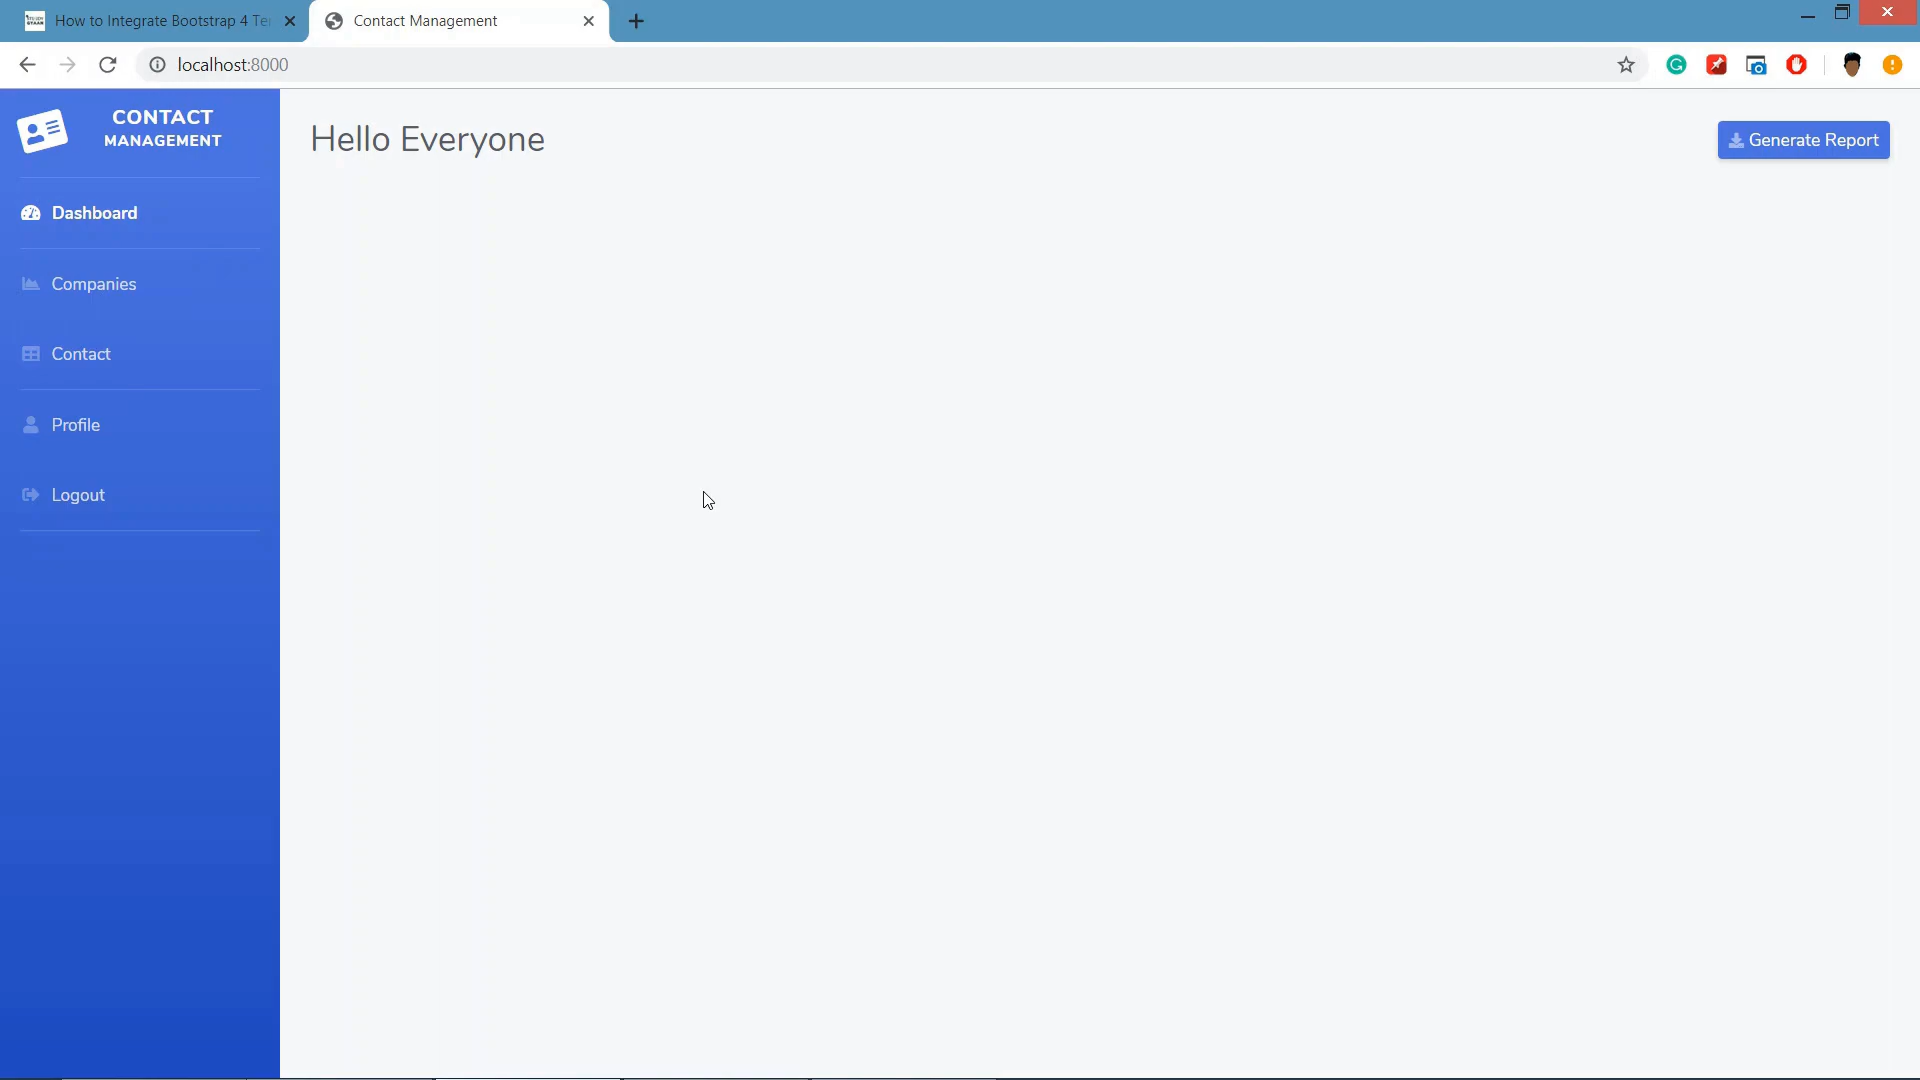 How to Integrate Bootstrap 4 Te
Contact Management
localhost:8000
CONTACT
MANAGEMENT
Hello Everyone
Generate Report
Dashboard
Companies
Contact
Profile
Logout